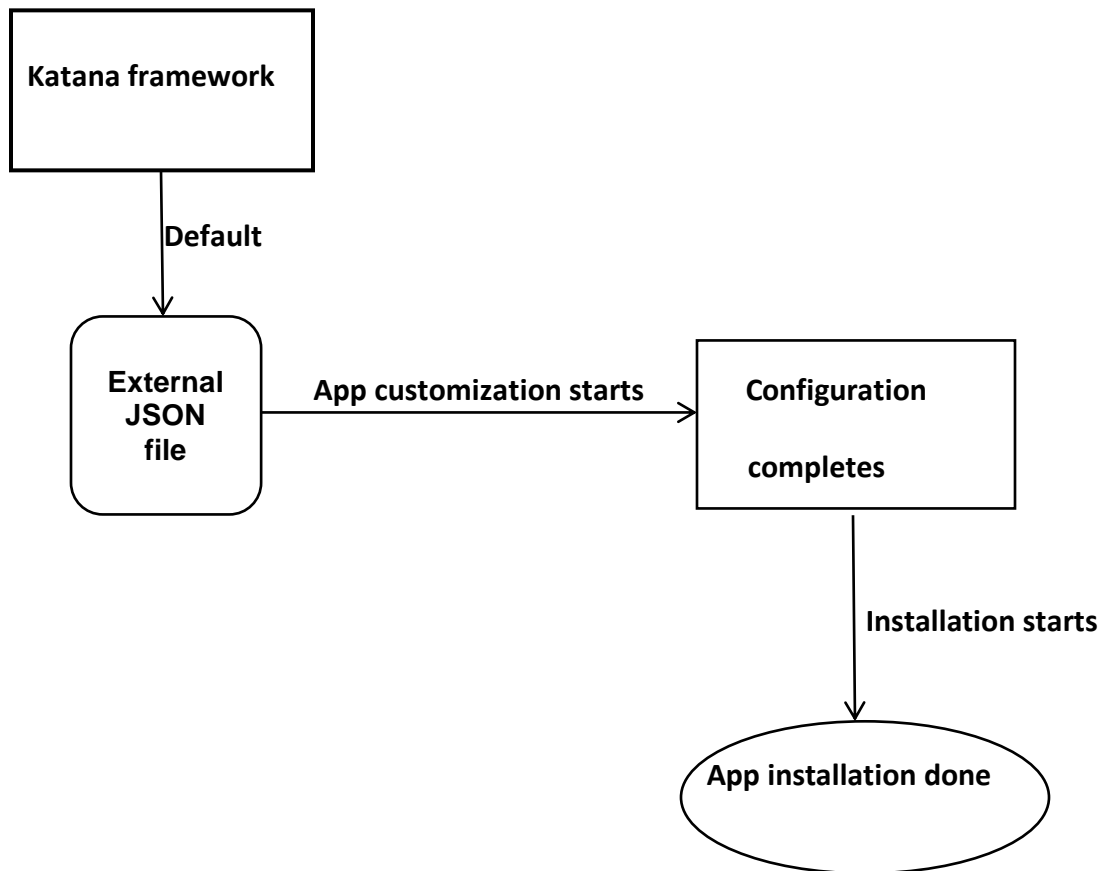 Katana framework
Default
External
JSON
file
App customization starts
Configuration
completes
Installation starts
App installation done